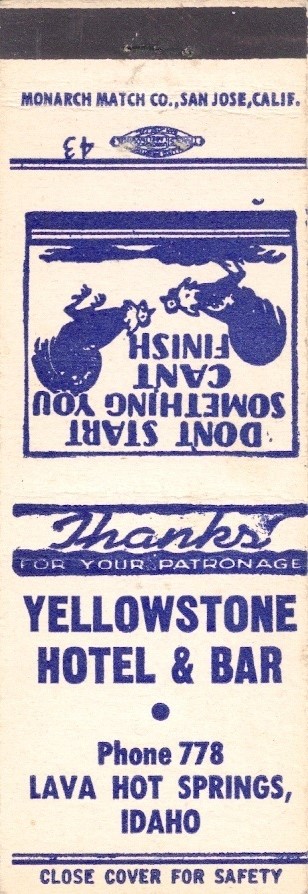 MONARCH MATCH CO., SAN JOSE, CALIF.
43
DONT START
SOMETHING YOU
CANT
FINISH
Thanks!
FOR YOUR PATRONAGE
YELLOWSTONE
HOTEL & BAR
Phone 778
LAVA HOT SPRINGS,
IDAHO
CLOSE COVER FOR SAFETY